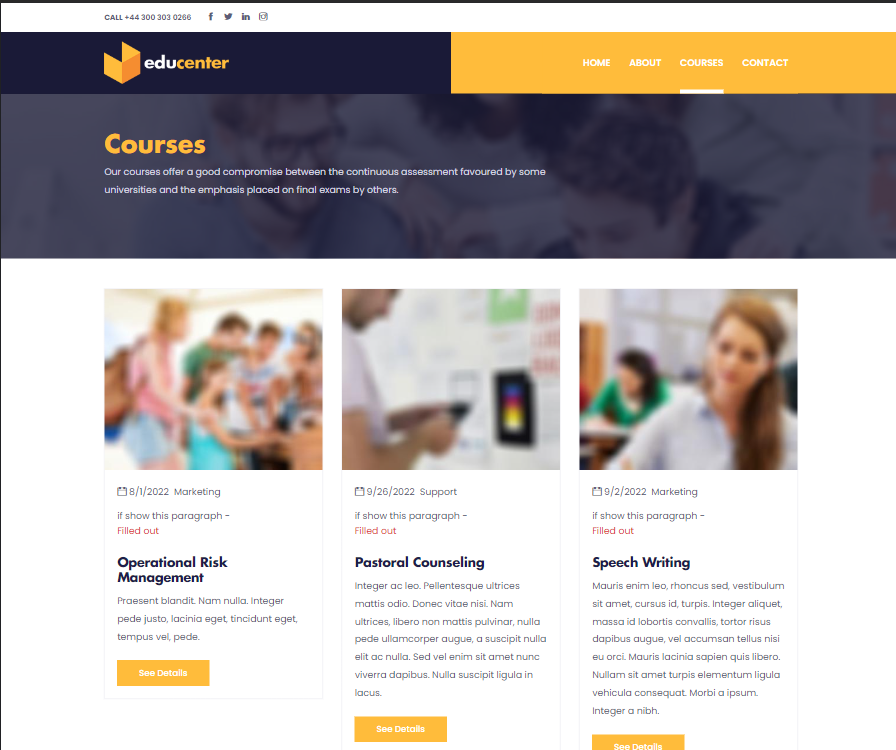 CALL +44 300 303 0266
educenter
HOME ABOUT COURSES CONTACT
Courses
Our courses offer a good compromise between the continuous assessment favoured by some
universities and the emphasis placed on final exams by others.
8/1/2022 Marketing
if show this paragraph -
Filled out
Operational Risk
Management
Praesent blandit. Nam nulla. Integer
pede justo, lacinia eget, tincidunt eget,
tempus vel, pede.
See Details
9/26/2022 Support
if show this paragraph -
Filled out
Pastoral Counseling
Integer ac leo. Pellentesque ultrices
mattis odio. Donec vitae nisi. Nam
ultrices, libero non mattis pulvinar, nulla
pede ullamcorper augue, a suscipit nulla
elit ac nulla. Sed vel enim sit amet nunc
viverra dapibus. Nulla suscipit ligula in
lacus.
See Details
9/2/2022 Marketing
if show this paragraph -
Filled out
Speech Writing
Mauris enim leo, rhoncus sed, vestibulum
sit amet, cursus id, turpis. Integer aliquet,
massa id lobortis convallis, tortor risus
dapibus augue, vel accumsan tellus nisi
eu orci. Mauris lacinia sapien quis libero.
Nullam sit amet turpis elementum ligula
vehicula consequat. Morbi a ipsum.
Integer a nibh.
See Details